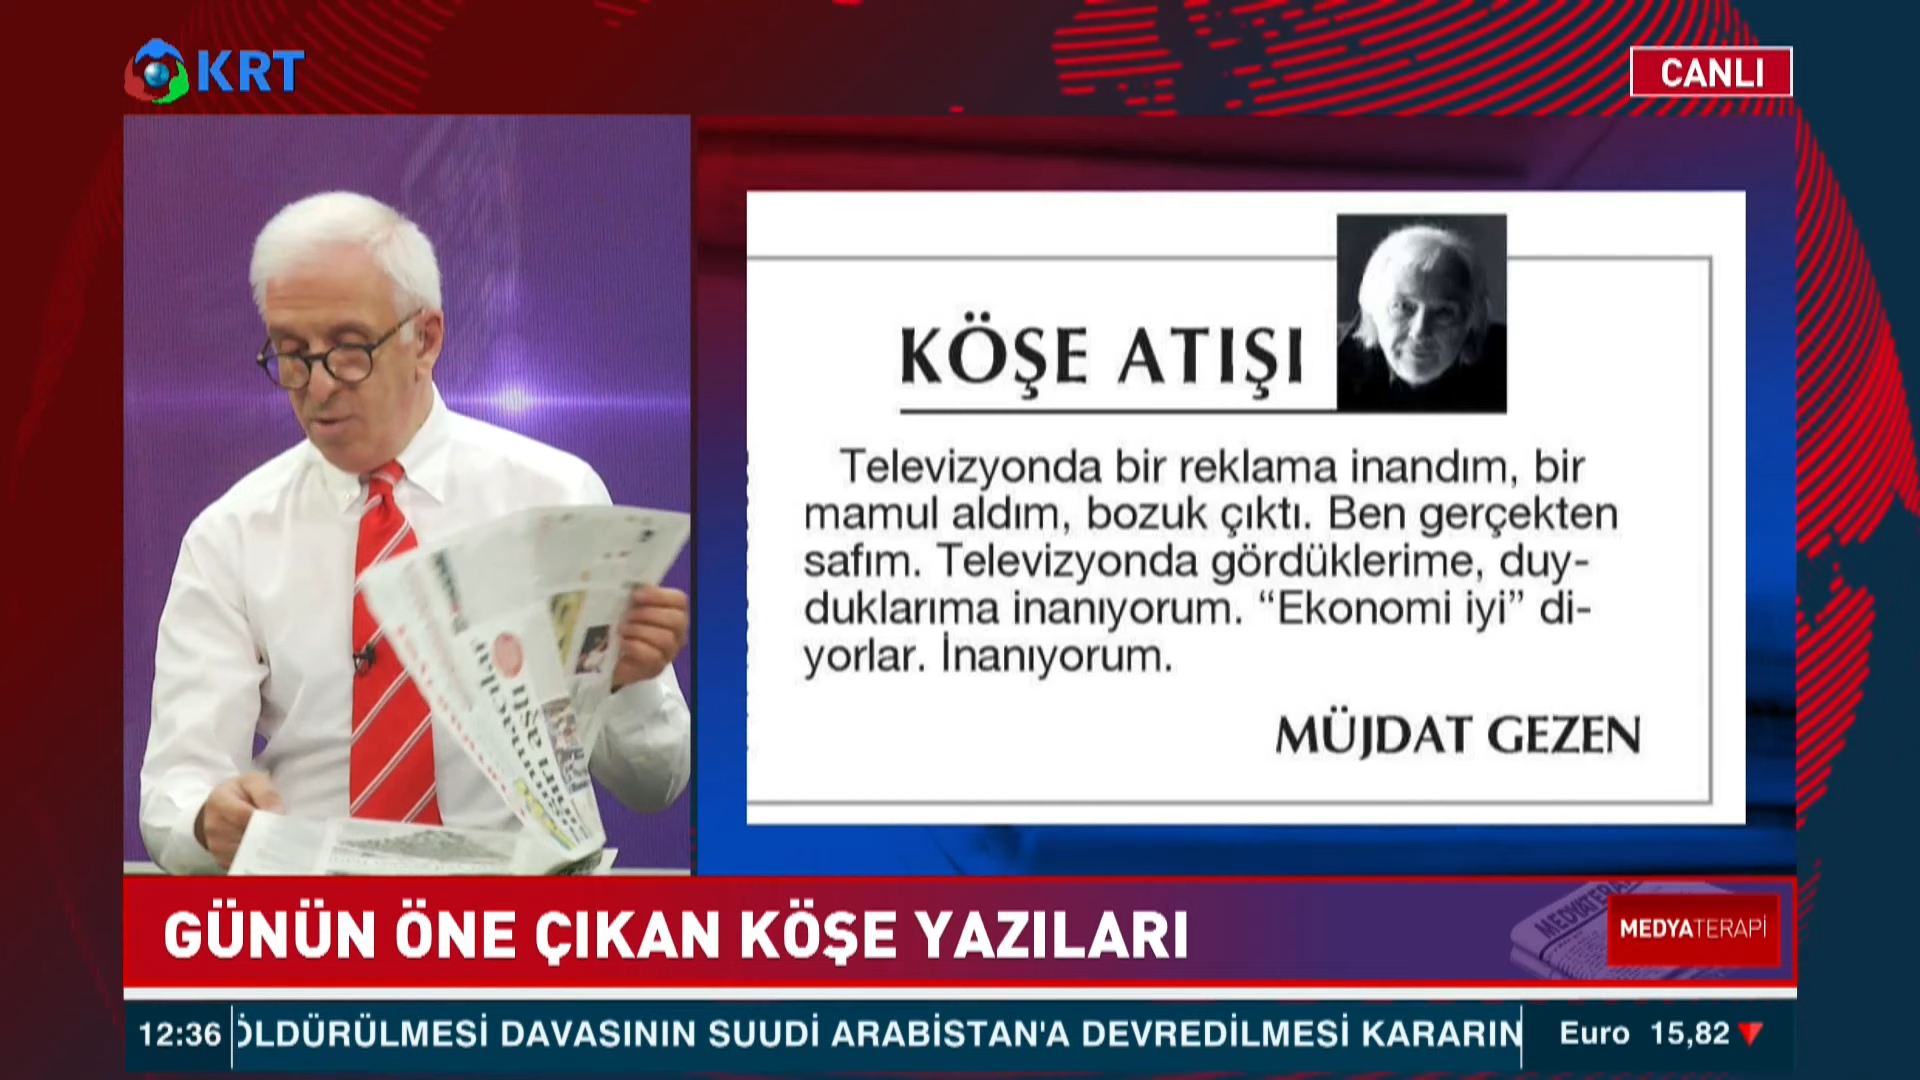 KRT
CANLI
KÖŞE ATIŞI
Televizyonda bir reklama inandım, bir
mamul aldım, bozuk çıktı. Ben gerçekten
safım. Televizyonda gördüklerime, duy-
duklarıma inanıyorum. “Ekonomi iyi” di-
yorlar. İnanıyorum.
MÜJDAT GEZEN
GÜNÜN ÖNE ÇIKAN KÖŞE YAZILARI
MEDYATERAPİ
12:36 ÖLDÜRÜLMESİ DAVASININ SUUDİ ARABİSTAN'A DEVREDİLMESİ KARARIN Euro 15,82